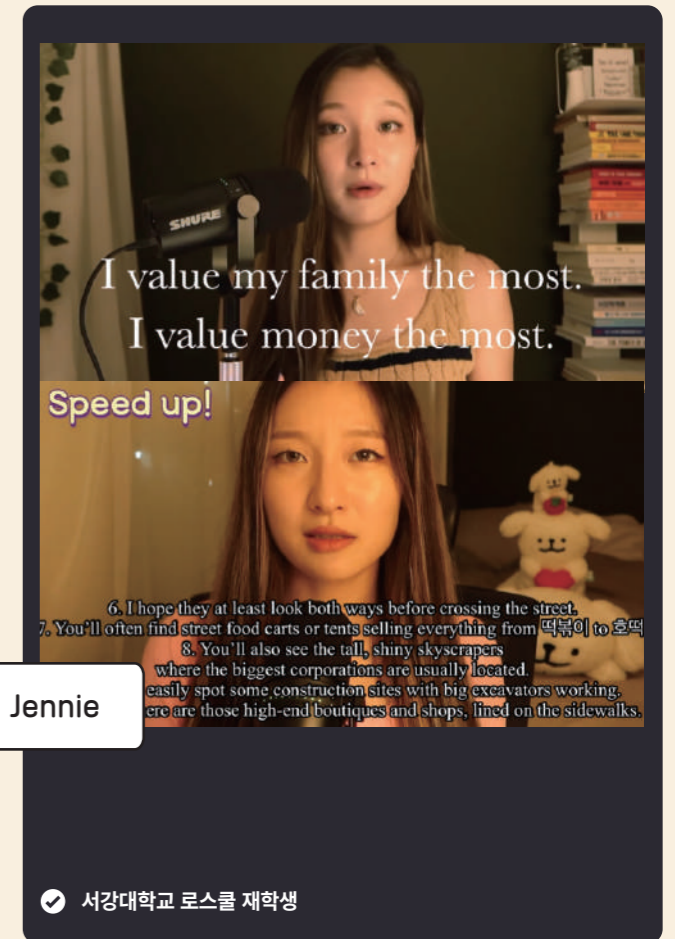 SHURE
I value my family the most.
I value money the most.
Speed up!
6. I hope they at least look both ways before crossing the street.
7. You'll often find street food carts or tents selling everything from 떡볶이 to 호떡
8. You'll also see the tall, shiny skyscrapers
where the biggest corporations are usually located.
easily spot some construction sites with big excavators working.
ere are those high-end boutiques and shops, lined on the sidewalks.
Jennie
서강대학교 로스쿨 재학생